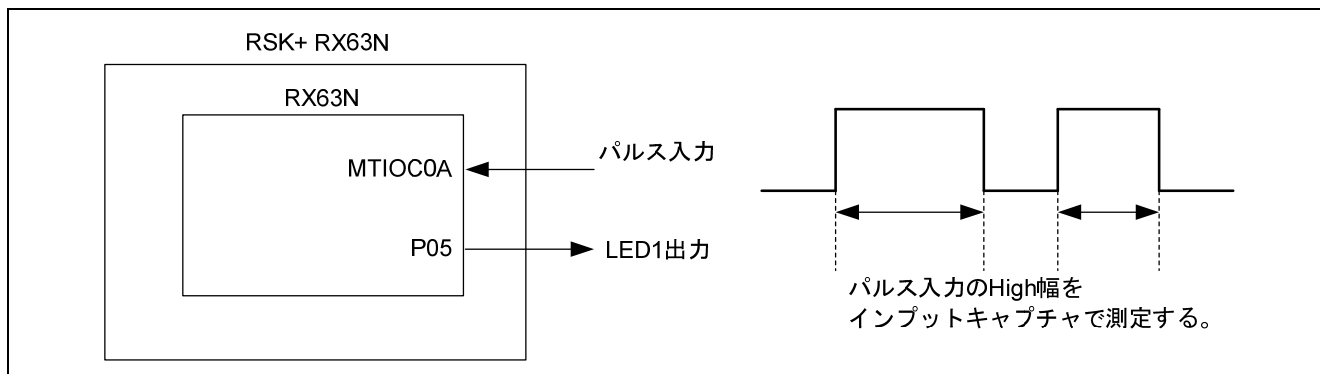 RSK+ RX63N
RX63N
MTIOC0A
パルス入力
P05
LED1出力
パルス入力のHigh幅を
インプットキャプチャで測定する。